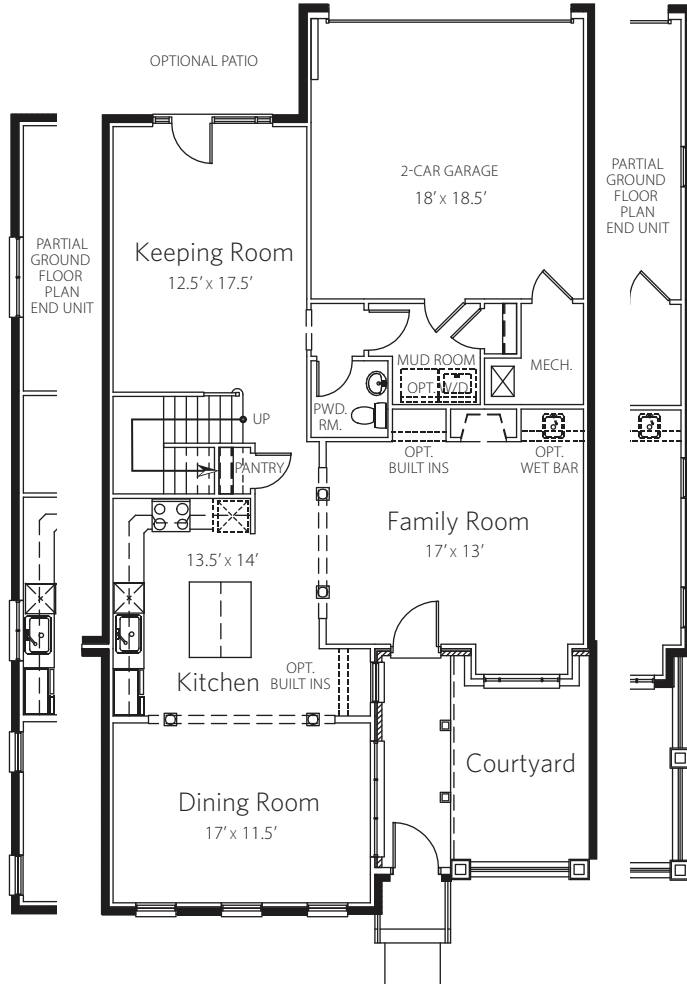 OPTIONAL PATIO
2-CAR GARAGE
18' x 18.5'
PARTIAL
GROUND
FLOOR
PLAN
END UNIT
Keeping Room
12.5' x 17.5'
PARTIAL
GROUND
FLOOR
PLAN
END UNIT
MUD ROOM
OPT. W/D
MECH.
PWD.
RM.
UP
PANTRY
OPT.
BUILT INS
OPT.
WET BAR
Family Room
17' x 13'
13.5' x 14'
Kitchen
OPT.
BUILT INS
Courtyard
Dining Room
17' x 11.5'